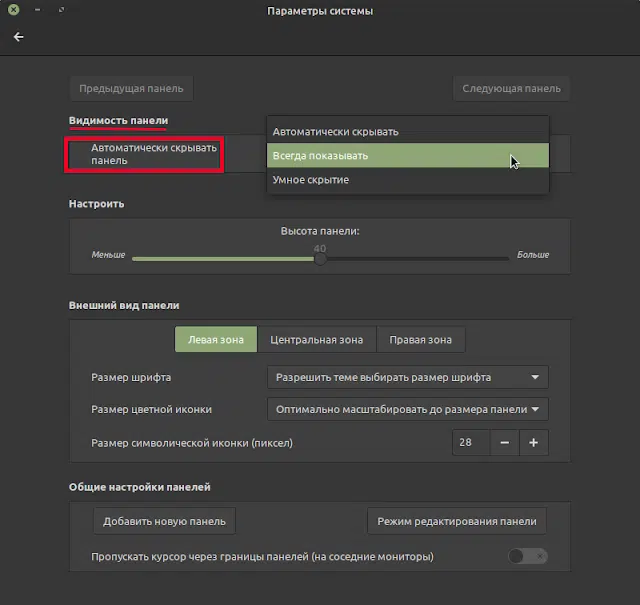 Параметры системы
Предыдущая панель
Следующая панель
Видимость панели
Автоматически скрывать
панель
Автоматически скрывать
Всегда показывать
Умное скрытие
Настроить
Высота панели:
40
Меньше
Больше
Внешний вид панели
Левая зона
Центральная зона
Правая зона
Размер шрифта
Разрешить теме выбирать размер шрифта
Размер цветной иконки
Оптимально масштабировать до размера панели
Размер символической иконки (пиксел)
28
Общие настройки панелей
Добавить новую панель
Режим редактирования панели
Пропускать курсор через границы панелей (на соседние мониторы)